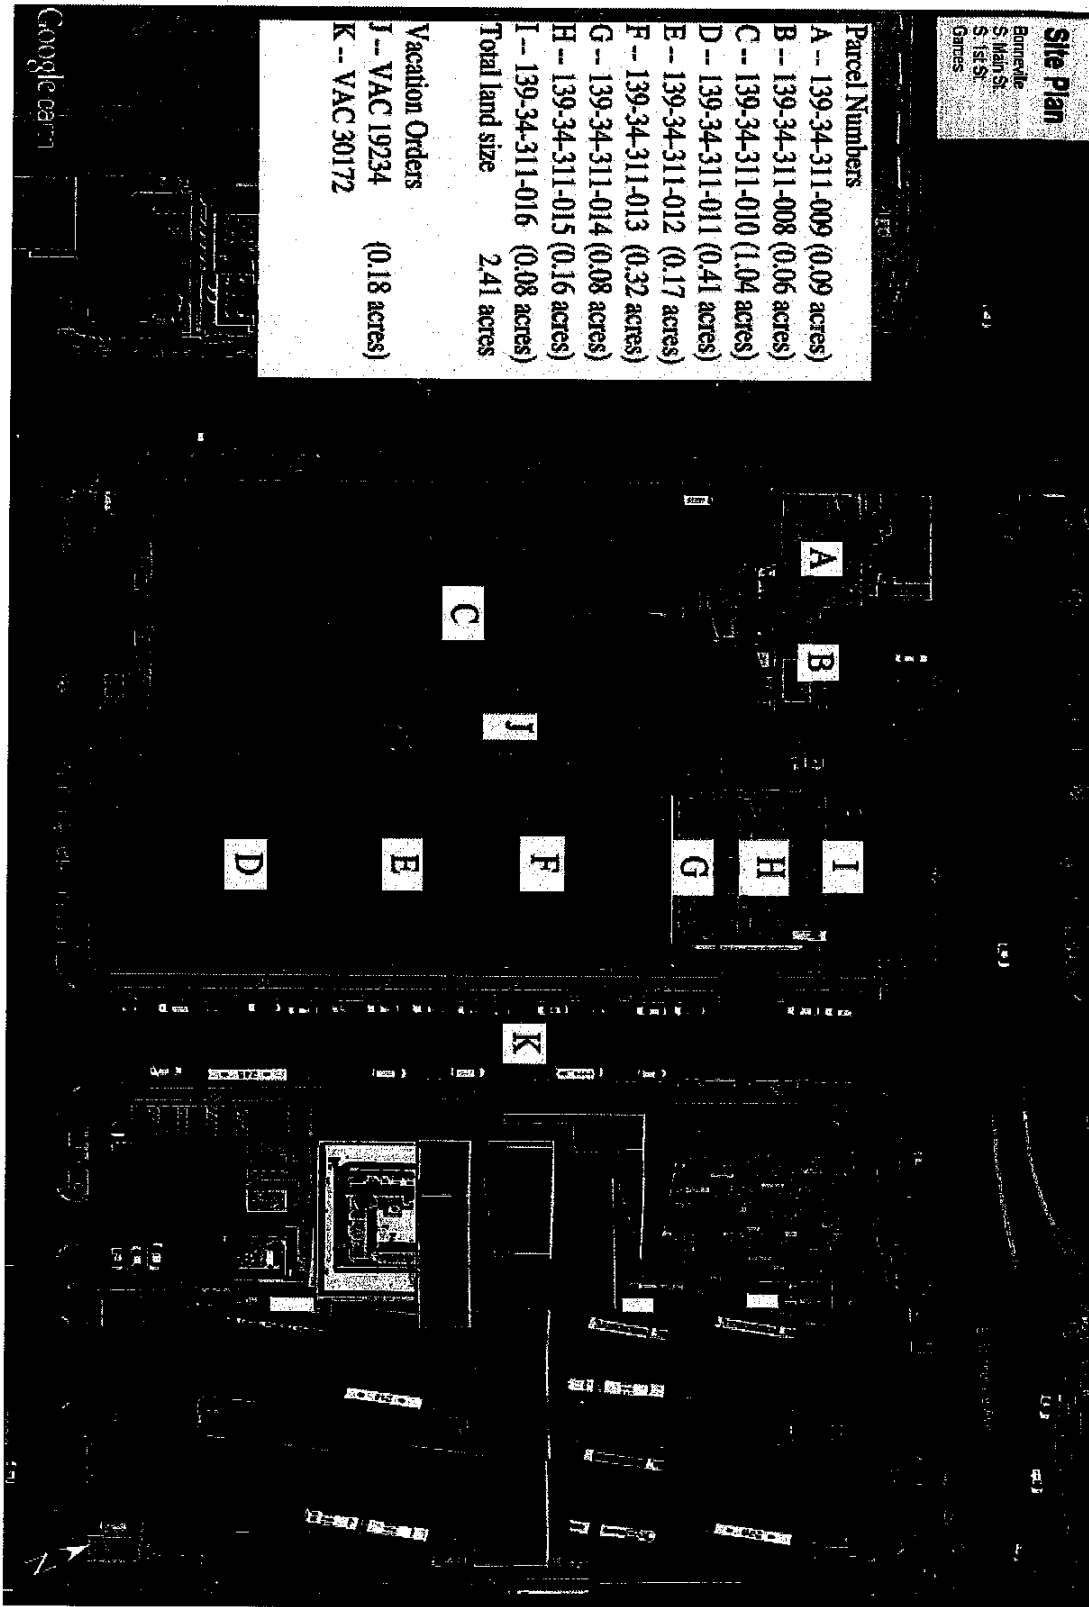 Site Plan
Bonneville
S. Main St.
S. 1st St.
Garces
Parcel Numbers
A -- 139-34-311-009 (0.09 acres)
B -- 139-34-311-008 (0.06 acres)
C -- 139-34-311-010 (1.04 acres)
D -- 139-34-311-011 (0.41 acres)
E -- 139-34-311-012 (0.17 acres)
F -- 139-34-311-013 (0.32 acres)
G -- 139-34-311-014 (0.08 acres)
H -- 139-34-311-015 (0.16 acres)
I -- 139-34-311-016 (0.08 acres)
Total land size 2.41 acres
Vacation Orders
J -- VAC 19234 (0.18 acres)
K -- VAC 30172
A
B
C
J
I
H
G
F
E
D
K
Google earth
N